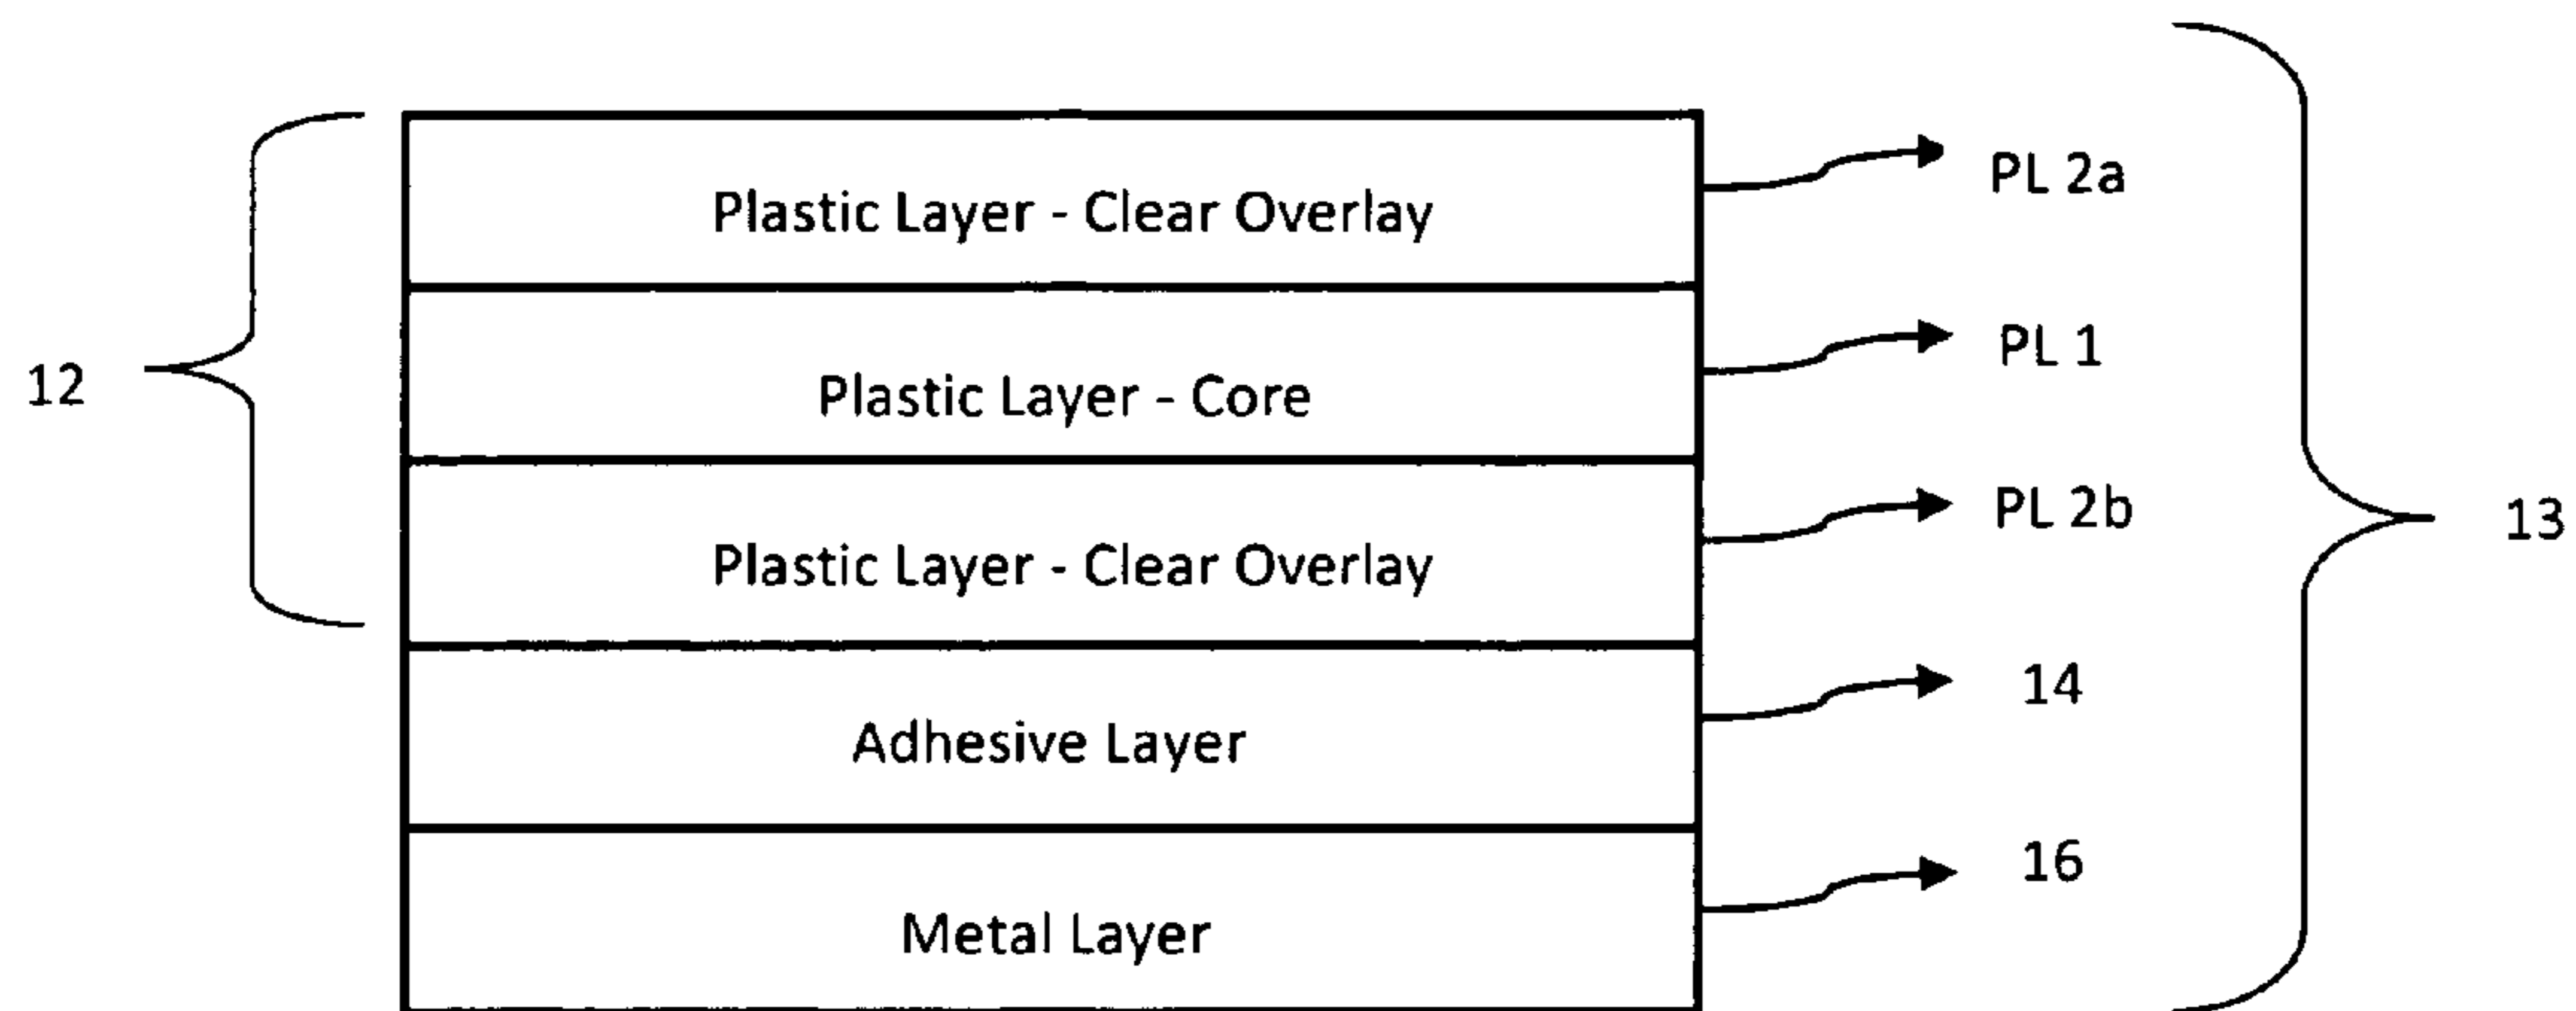 Plastic Layer - Clear Overlay
PL 2a
Plastic Layer - Core
PL 1
12
Plastic Layer - Clear Overlay
PL 2b
13
Adhesive Layer
14
Metal Layer
16